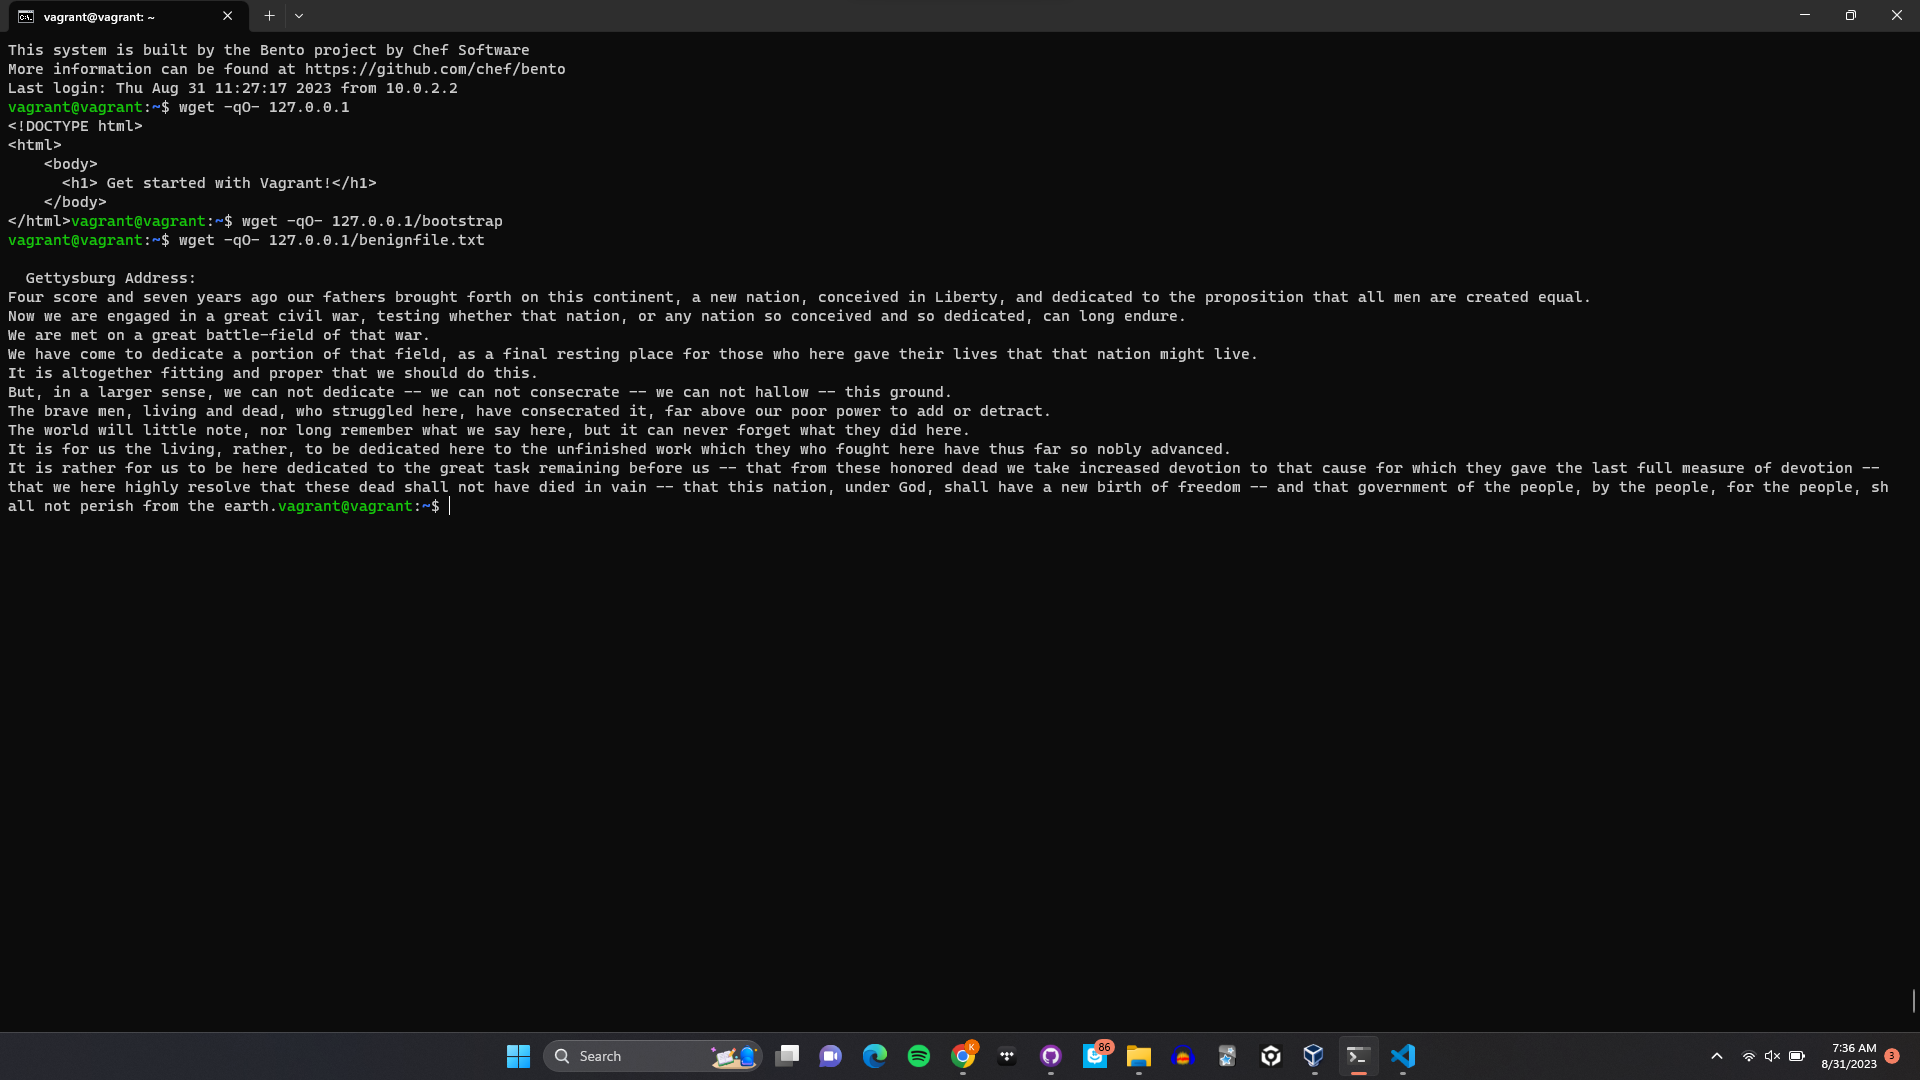 vagrant@vagrant: ~
This system is built by the Bento project by Chef Software
More information can be found at https://github.com/chef/bento
Last login: Thu Aug 31 11:27:17 2023 from 10.0.2.2
vagrant@vagrant:~$ wget -qO- 127.0.0.1
<!DOCTYPE html>
<html>
    <body>
      <h1> Get started with Vagrant!</h1>
    </body>
</html>vagrant@vagrant:~$ wget -qO- 127.0.0.1/bootstrap
vagrant@vagrant:~$ wget -qO- 127.0.0.1/benignfile.txt
  Gettysburg Address:
Four score and seven years ago our fathers brought forth on this continent, a new nation, conceived in Liberty, and dedicated to the proposition that all men are created equal.
Now we are engaged in a great civil war, testing whether that nation, or any nation so conceived and so dedicated, can long endure.
We are met on a great battle-field of that war.
We have come to dedicate a portion of that field, as a final resting place for those who here gave their lives that that nation might live.
It is altogether fitting and proper that we should do this.
But, in a larger sense, we can not dedicate -- we can not consecrate -- we can not hallow -- this ground.
The brave men, living and dead, who struggled here, have consecrated it, far above our poor power to add or detract.
The world will little note, nor long remember what we say here, but it can never forget what they did here.
It is for us the living, rather, to be dedicated here to the unfinished work which they who fought here have thus far so nobly advanced.
It is rather for us to be here dedicated to the great task remaining before us -- that from these honored dead we take increased devotion to that cause for which they gave the last full measure of devotion --
that we here highly resolve that these dead shall not have died in vain -- that this nation, under God, shall have a new birth of freedom -- and that government of the people, by the people, for the people, sh
all not perish from the earth.vagrant@vagrant:~$
Search
K
86
7:36 AM
8/31/2023
3